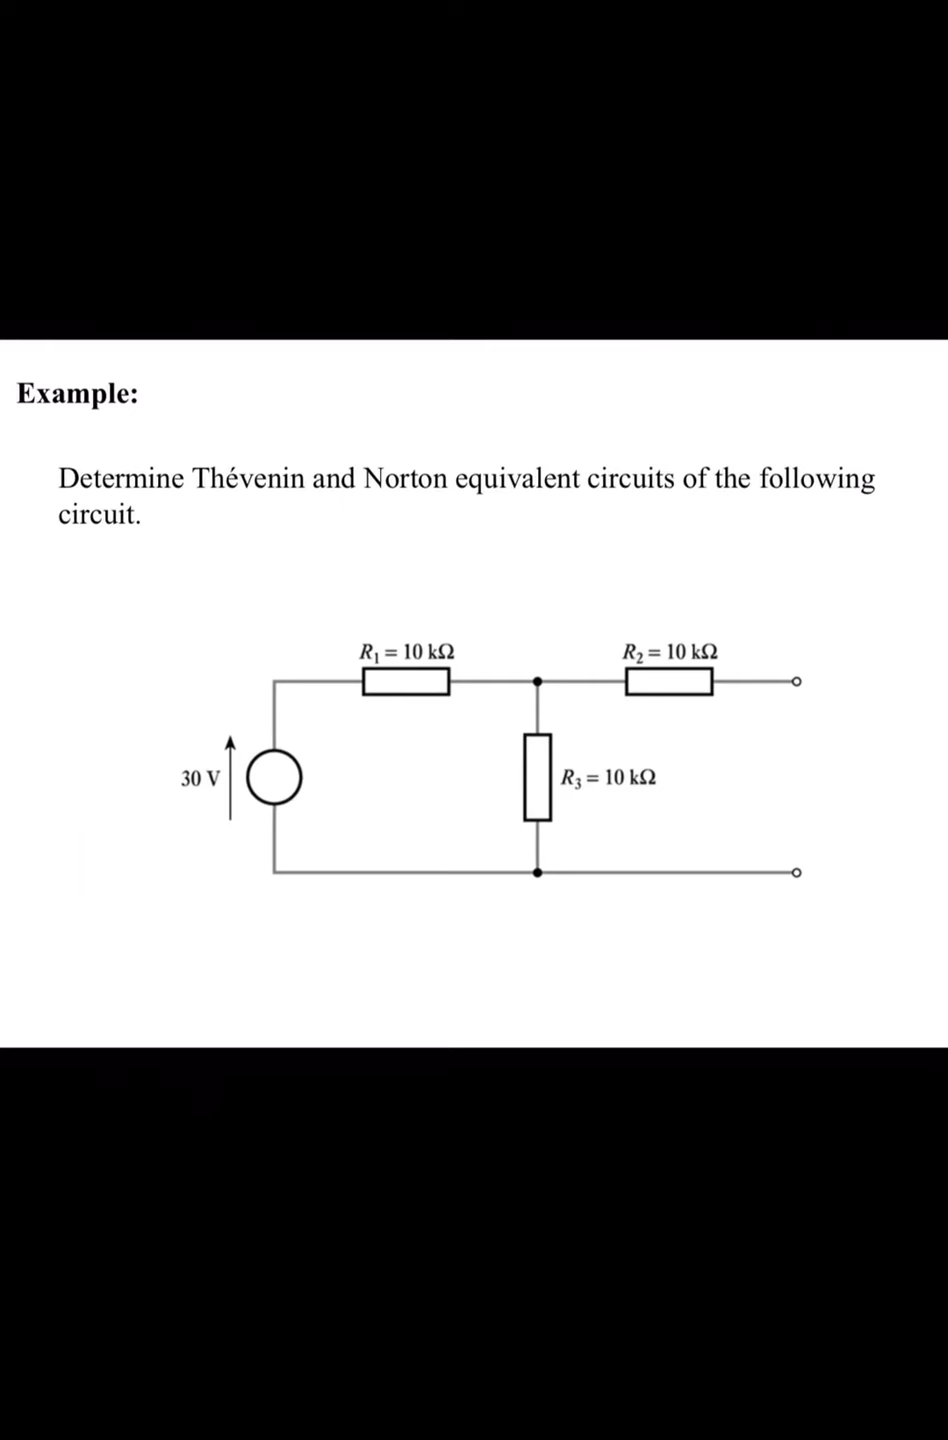 Example:
Determine Thévenin and Norton equivalent circuits of the following
circuit.
R₁ = 10 kΩ
R₂ = 10 kΩ
30 V
R₃ = 10 kΩ